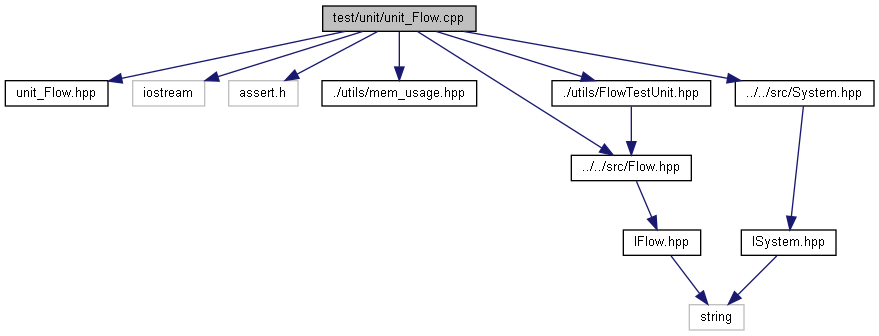 test/unit/unit_Flow.cpp
unit_Flow.hpp
iostream
assert.h
./utils/mem_usage.hpp
./utils/FlowTestUnit.hpp
../../src/System.hpp
../../src/Flow.hpp
IFlow.hpp
ISystem.hpp
string